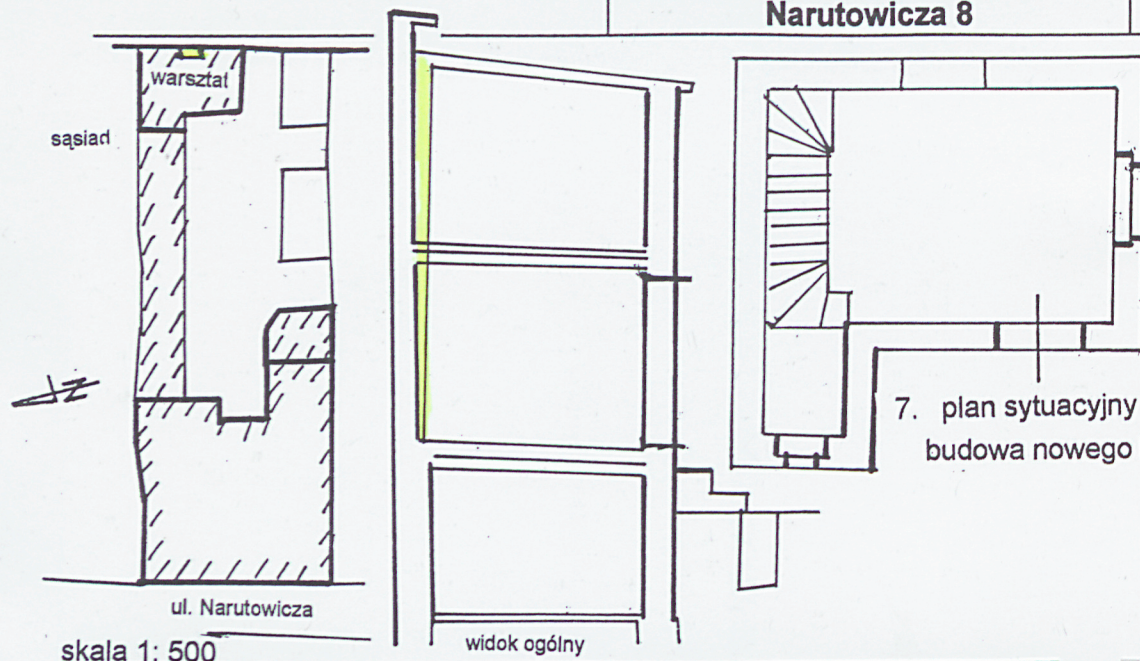 Narutowicza 8
warsztat
sąsiad
N
7. plan sytuacyjny
budowa nowego
ul. Narutowicza
skala 1: 500
widok ogólny